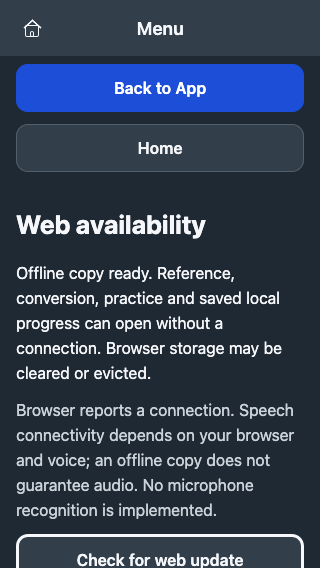 Menu
Back to App
Home
Web availability
Offline copy ready. Reference,
conversion, practice and saved local
progress can open without a
connection. Browser storage may be
cleared or evicted.
Browser reports a connection. Speech
connectivity depends on your browser
and voice; an offline copy does not
guarantee audio. No microphone
recognition is implemented.
Check for web update